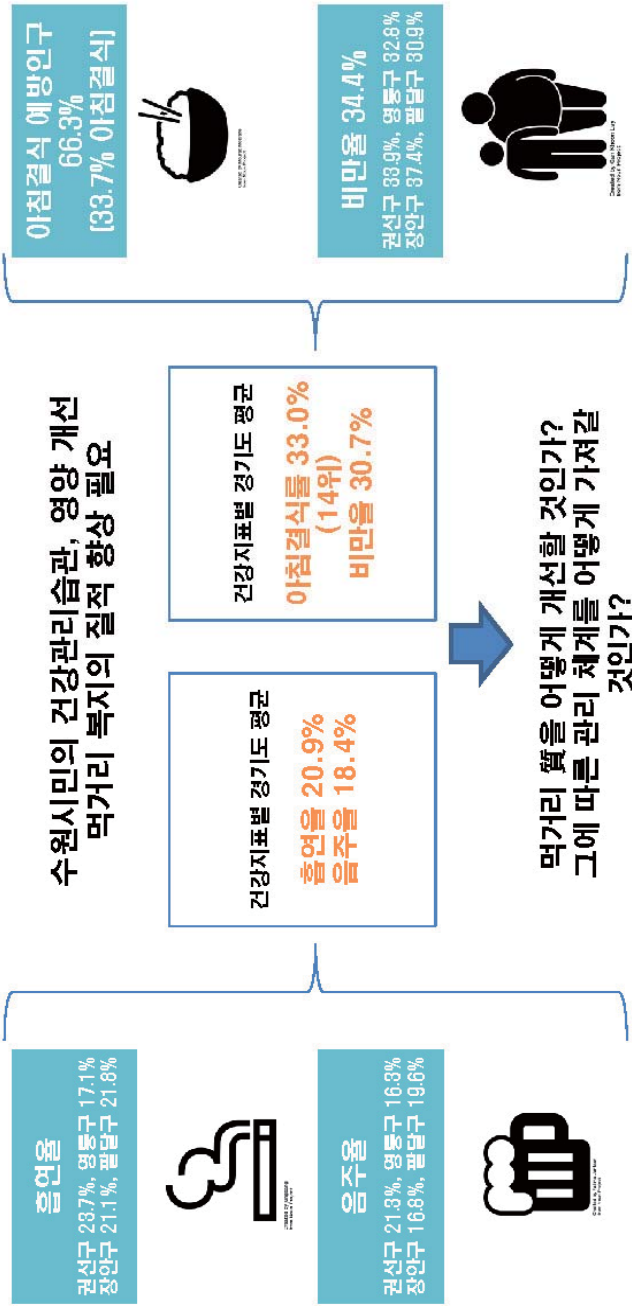 수원시민의 건강관리습관, 영양 개선
먹거리 복지의 질적 향상 필요
흡연율
권선구 23.7%, 영통구 17.1%
장안구 21.1%, 팔달구 21.8%
음주율
권선구 21.3%, 영통구 16.3%
장안구 16.8%, 팔달구 19.6%
건강지표별 경기도 평균
흡연율 20.9%
음주율 18.4%
건강지표별 경기도 평균
아침결식률 33.0%
(14위)
비만율 30.7%
아침결식 예방인구
66.3%
(33.7% 아침결식)
비만율 34.4%
권선구 33.9%, 영통구 32.8%
장안구 37.4%, 팔달구 30.9%
먹거리 質을 어떻게 개선할 것인가?
그에 따른 관리 체계를 어떻게 가져갈
것인가?